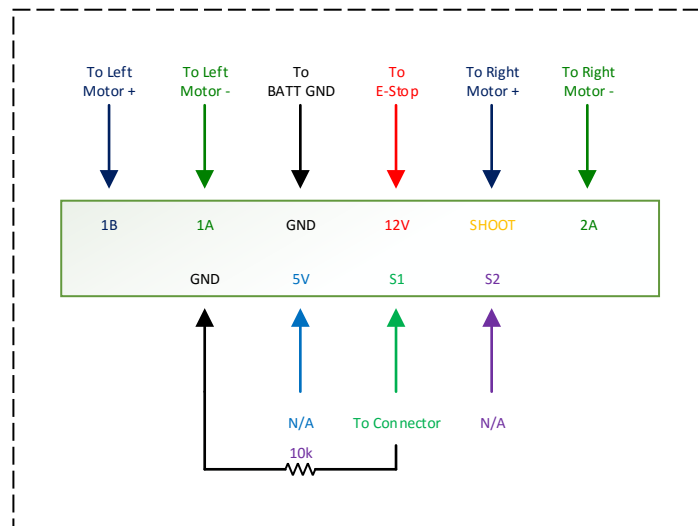 To Left
Motor +
To Left
Motor -
To
BATT GND
To
E-Stop
To Right
Motor +
To Right
Motor -
1B
1A
GND
12V
SHOOT
2A
GND
5V
S1
S2
N/A
To Connector
N/A
10k